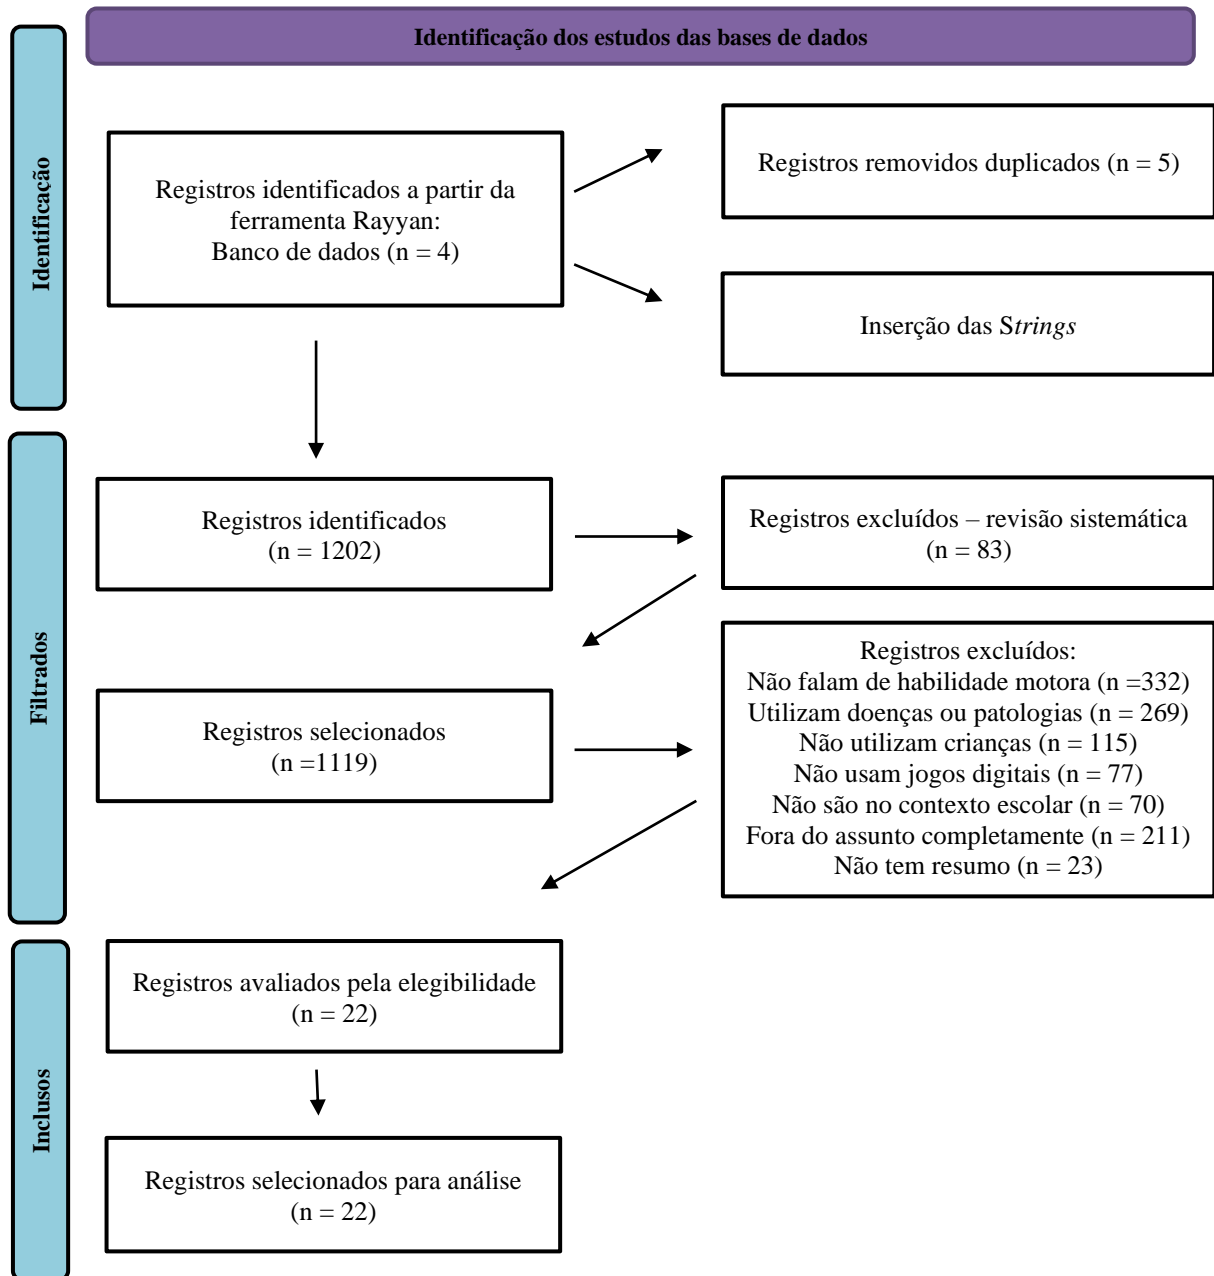 Identificação dos estudos das bases de dados
Identificação
Registros identificados a partir da
ferramenta Rayyan:
Banco de dados (n = 4)
Registros removidos duplicados (n = 5)
Inserção das Strings
Filtrados
Registros identificados
(n = 1202)
Registros excluídos – revisão sistemática
(n = 83)
Registros selecionados
(n =1119)
Registros excluídos:
Não falam de habilidade motora (n =332)
Utilizam doenças ou patologias (n = 269)
Não utilizam crianças (n = 115)
Não usam jogos digitais (n = 77)
Não são no contexto escolar (n = 70)
Fora do assunto completamente (n = 211)
Não tem resumo (n = 23)
Inclusos
Registros avaliados pela elegibilidade
(n = 22)
Registros selecionados para análise
(n = 22)